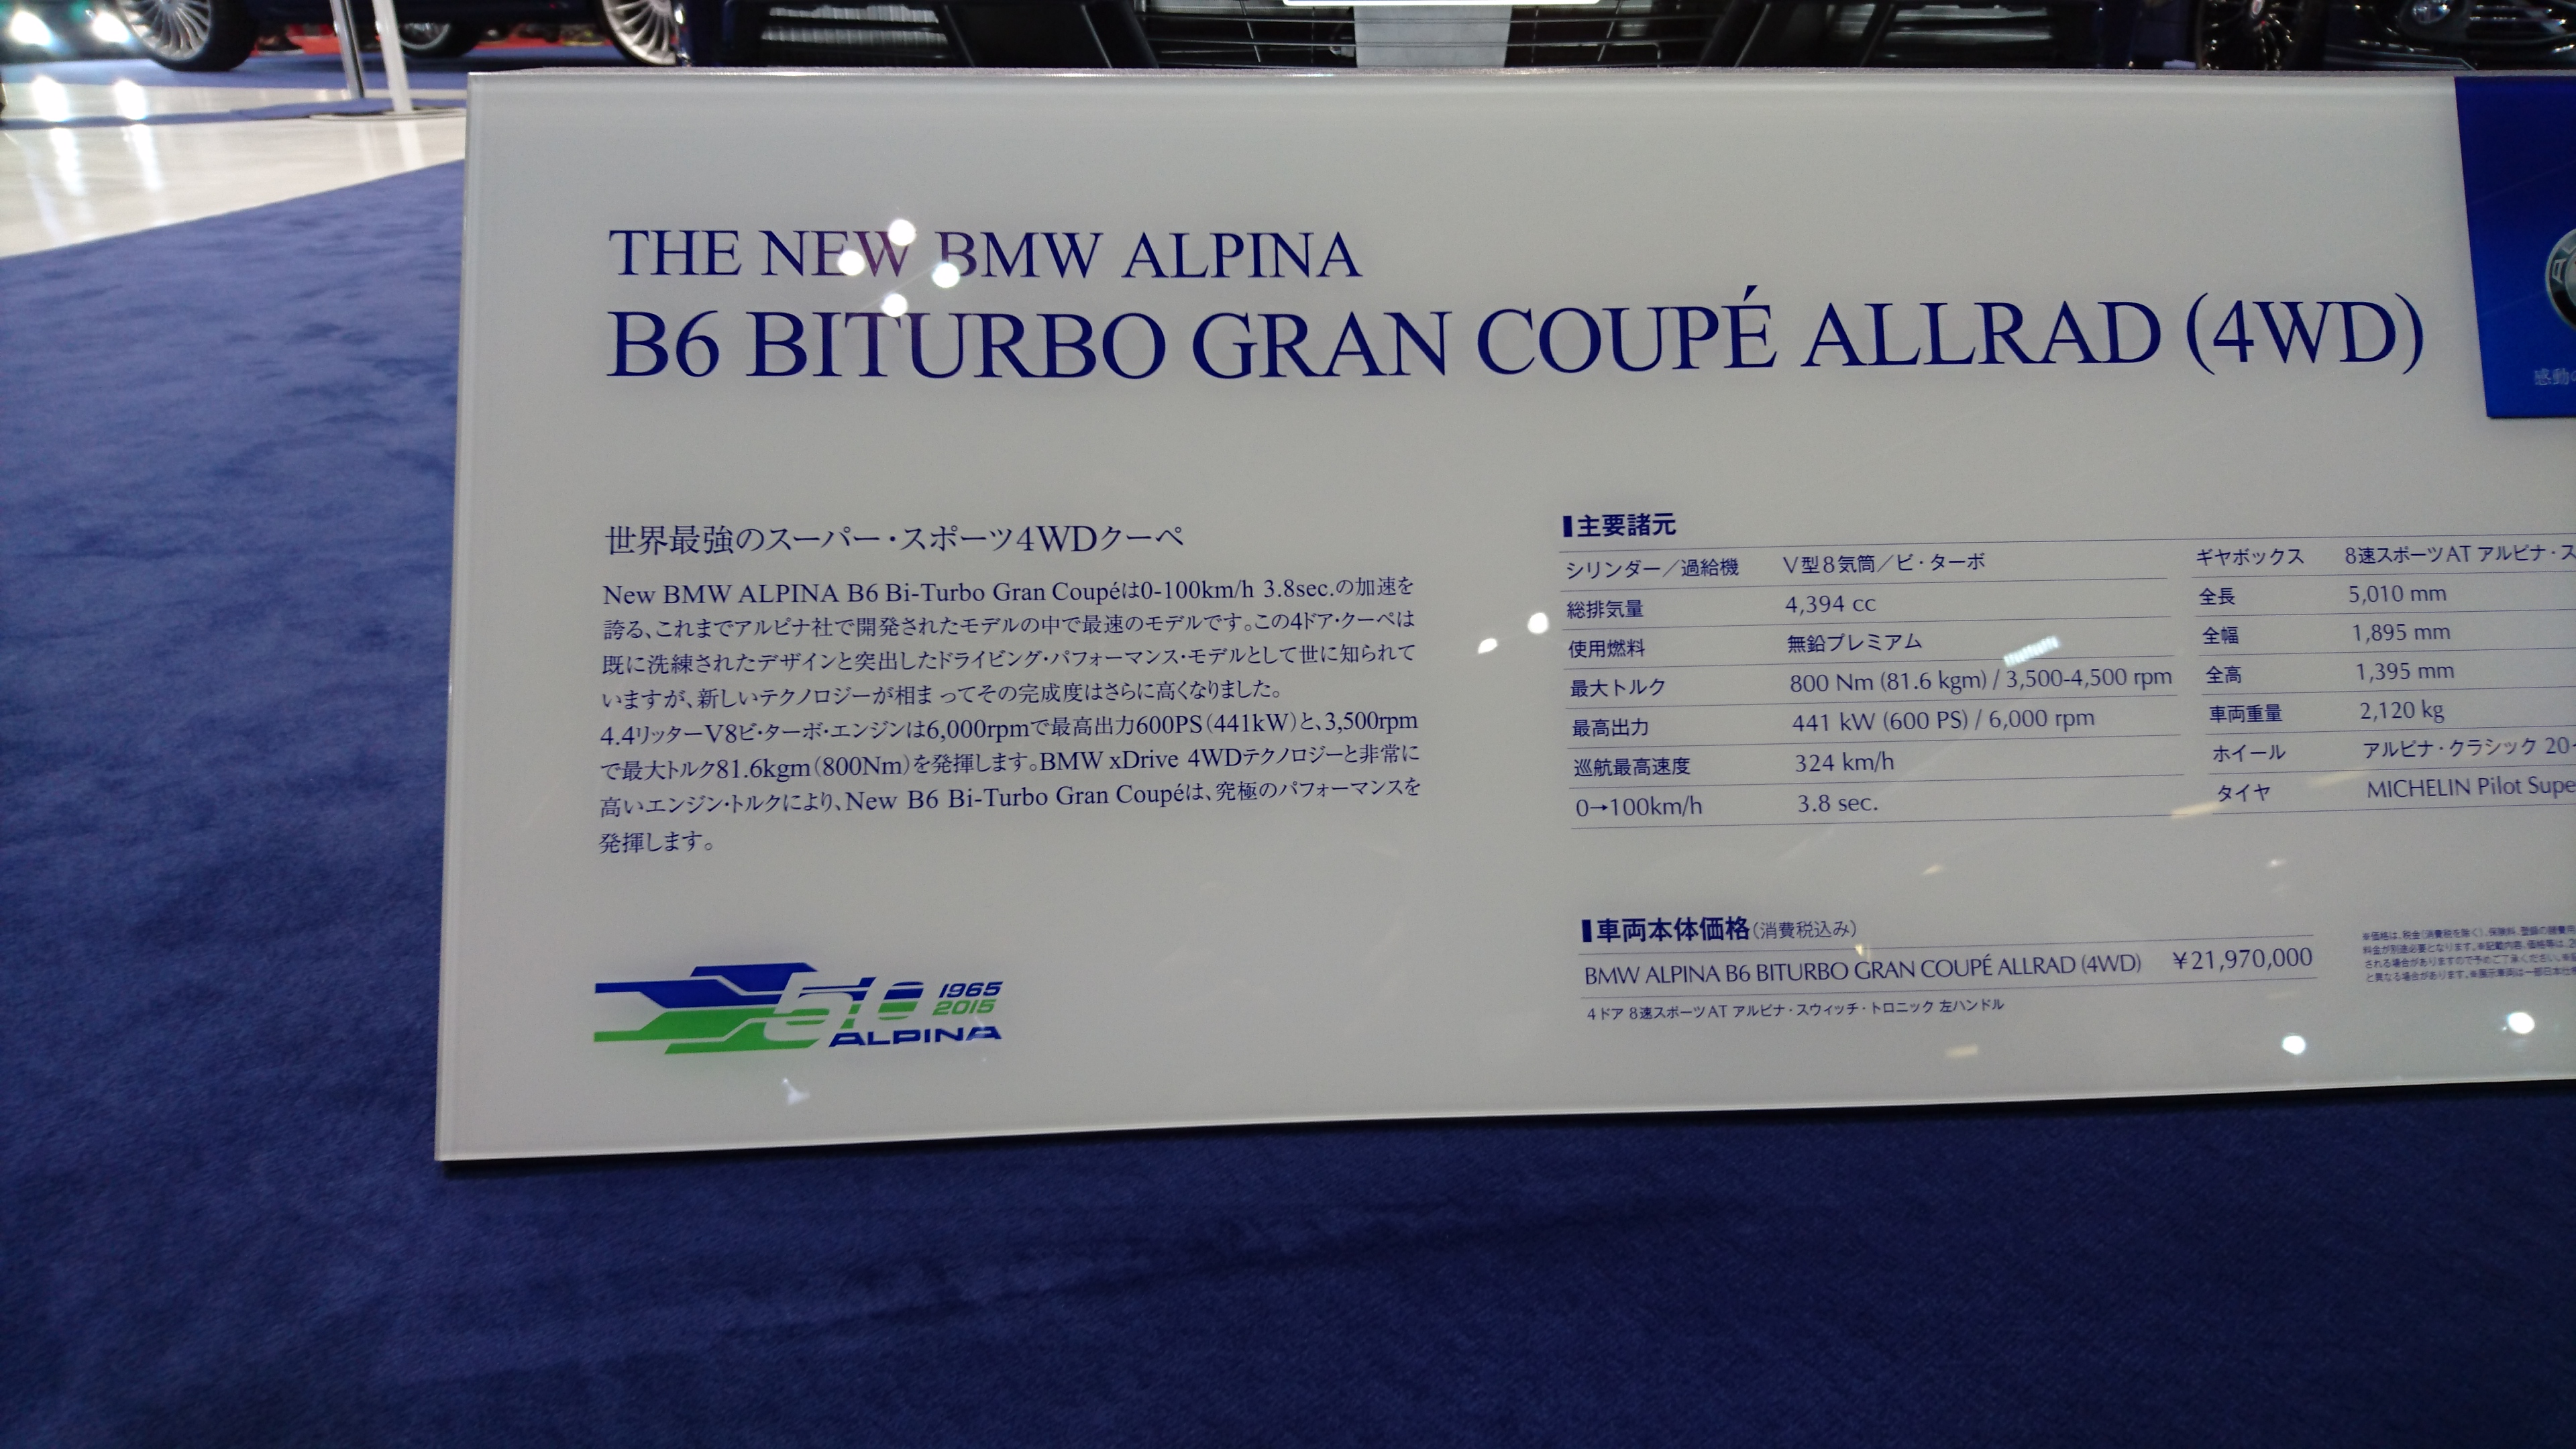 THE NEW BMW ALPINA
B6 BITURBO GRAN COUPÉ ALLRAD (4WD)
世界最強のスーパー・スポーツ4WDクーペ
New BMW ALPINA B6 Bi-Turbo Gran Coupéは0-100km/h 3.8sec.の加速を
誇る、これまでアルピナ社で開発されたモデルの中で最速のモデルです。この4ドア・クーペは
既に洗練されたデザインと突出したドライビング・パフォーマンス・モデルとして世に知られて
いますが、新しいテクノロジーが相まってその完成度はさらに高くなりました。
4.4リッターV8ビ・ターボ・エンジンは6,000rpmで最高出力600PS(441kW)と、3,500rpm
で最大トルク81.6kgm(800Nm)を発揮します。BMW xDrive 4WDテクノロジーと非常に
高いエンジン・トルクにより、New B6 Bi-Turbo Gran Coupéは、究極のパフォーマンスを
発揮します。
50 1965
2015
ALPINA
主要諸元
シリンダー/過給機 V型8気筒/ビ・ターボ
総排気量 4,394 cc
使用燃料 無鉛プレミアム
最大トルク 800 Nm (81.6 kgm) / 3,500-4,500 rpm
最高出力 441 kW (600 PS) / 6,000 rpm
巡航最高速度 324 km/h
0→100km/h 3.8 sec.
ギヤボックス 8速スポーツAT アルピナ・ス
全長 5,010 mm
全幅 1,895 mm
全高 1,395 mm
車両重量 2,120 kg
ホイール アルピナ・クラシック 20
タイヤ MICHELIN Pilot Supe
車両本体価格(消費税込み)
BMW ALPINA B6 BITURBO GRAN COUPÉ ALLRAD (4WD) ¥21,970,000
4ドア 8速スポーツAT アルピナ・スウィッチ・トロニック 左ハンドル
感動の